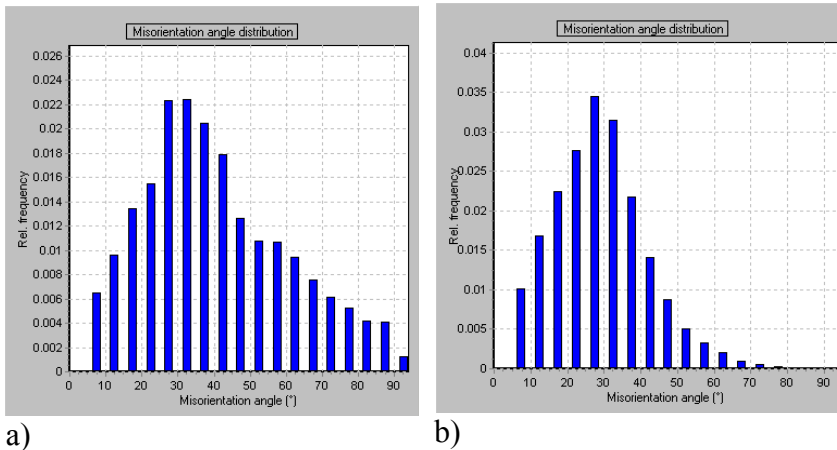 Misorientation angle distribution
0.026
0.024
0.022
0.02
0.018
0.016
0.014
0.012
0.01
0.008
0.006
0.004
0.002
0
Rel. frequency
0 10 20 30 40 50 60 70 80 90
Misorientation angle (°)
a)
Misorientation angle distribution
0.04
0.035
0.03
0.025
0.02
0.015
0.01
0.005
0
Rel. frequency
0 10 20 30 40 50 60 70 80 90
Misorientation angle (°)
b)